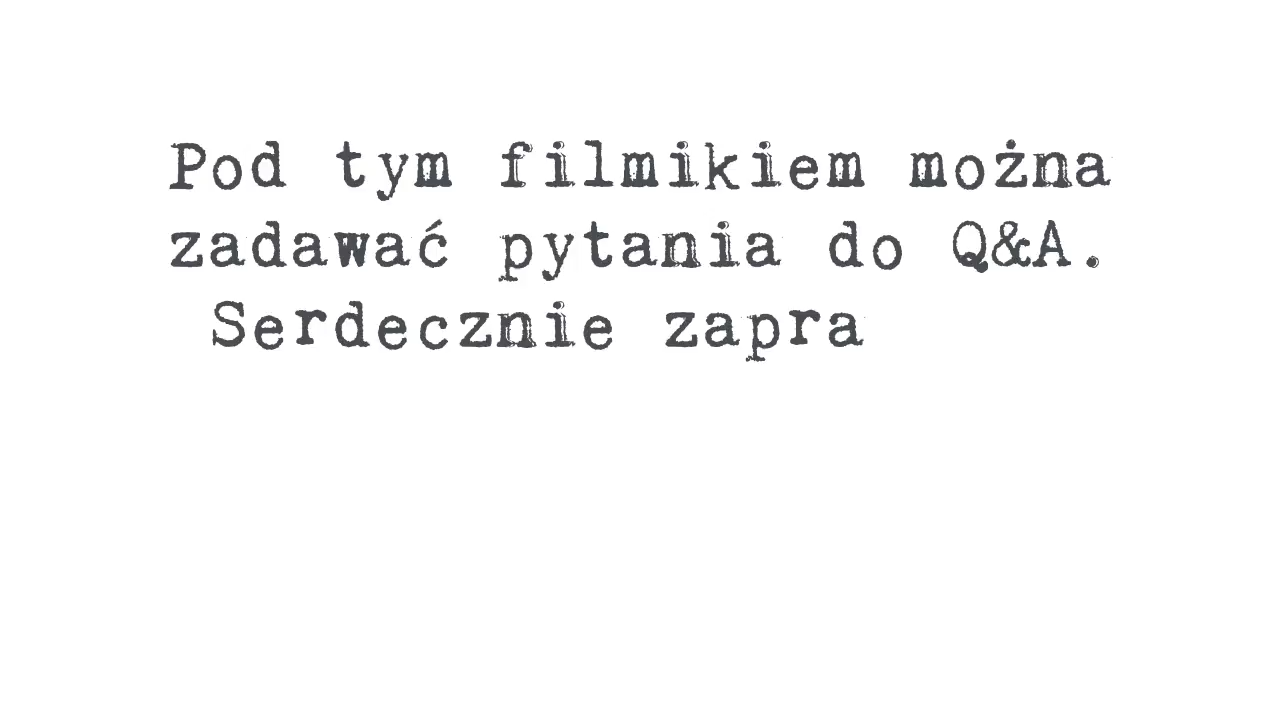 Pod tym filmikiem można
zadawać pytania do Q&A.
Serdecznie zapra